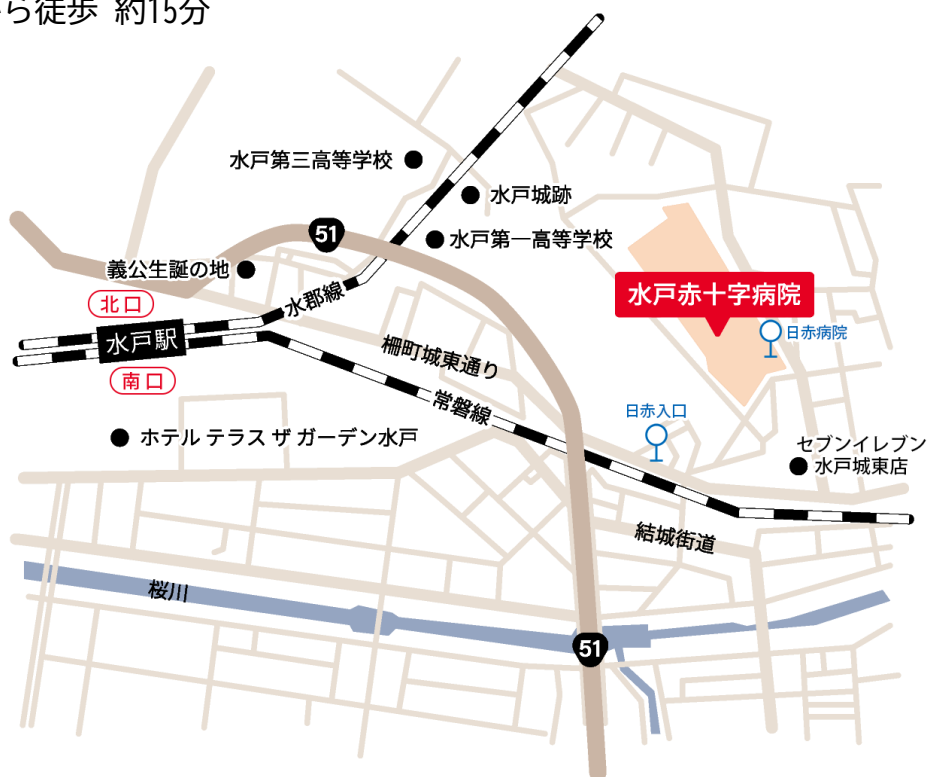 ら徒歩 約15分
水戸第三高等学校
水戸城跡
51
水戸第一高等学校
義公生誕の地
水戸赤十字病院
北口
水郡線
日赤病院
水戸駅
柵町城東通り
南口
常磐線
日赤入口
ホテル テラス ザ ガーデン水戸
セブンイレブン
水戸城東店
結城街道
桜川
51